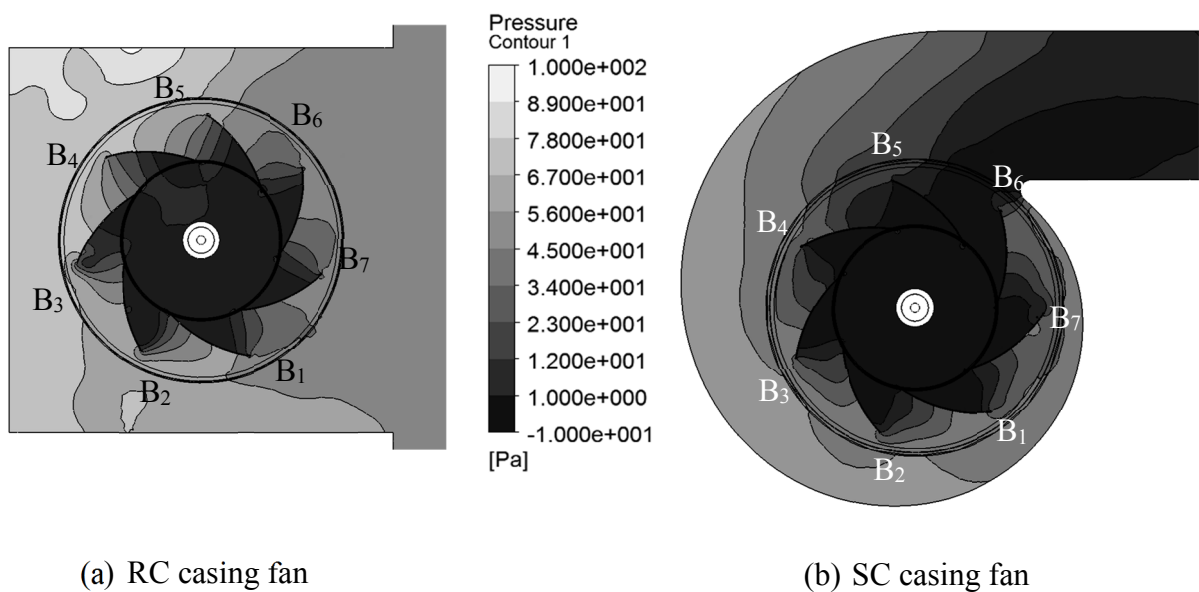 Pressure
Contour 1
1.000e+002
8.900e+001
7.800e+001
6.700e+001
5.600e+001
4.500e+001
3.400e+001
2.300e+001
1.200e+001
1.000e+000
-1.000e+001
[Pa]
B5
B6
B4
B7
B3
B1
B2
B5
B6
B4
B7
B3
B1
B2
(a) RC casing fan
(b) SC casing fan